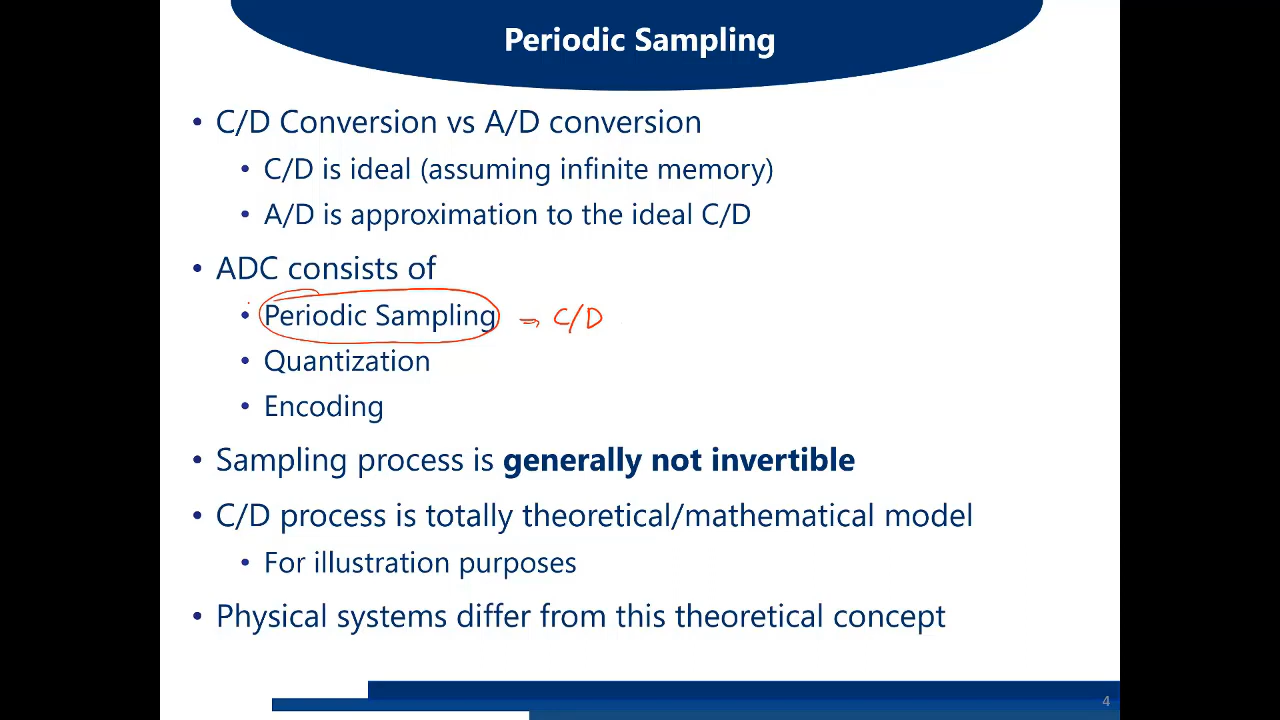 Periodic Sampling
• C/D Conversion vs A/D conversion
• C/D is ideal (assuming infinite memory)
• A/D is approximation to the ideal C/D
• ADC consists of
• Periodic Sampling ⇒ C/D
• Quantization
• Encoding
• Sampling process is generally not invertible
• C/D process is totally theoretical/mathematical model
• For illustration purposes
• Physical systems differ from this theoretical concept
4